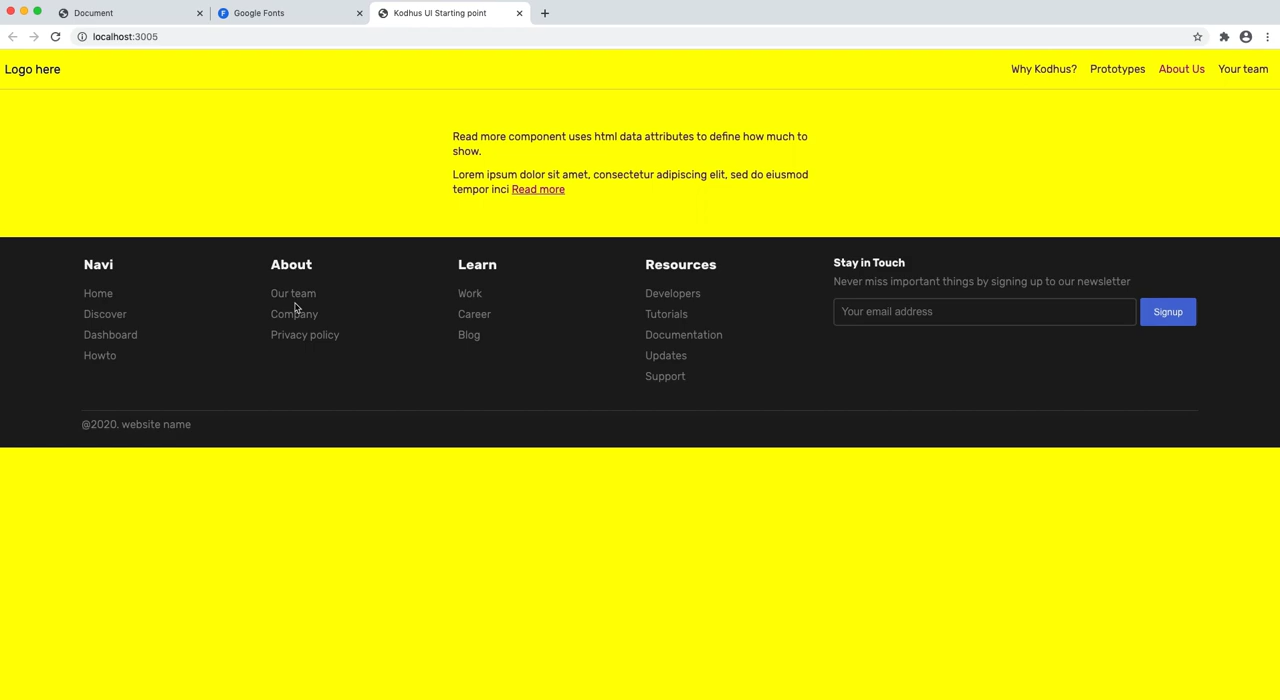 Document
Google Fonts
Kodhus UI Starting point
localhost:3005
Logo here
Why Kodhus?
Prototypes
About Us
Your team
Read more component uses html data attributes to define how much to
show.
Lorem ipsum dolor sit amet, consectetur adipiscing elit, sed do eiusmod
tempor inci Read more
Navi
Home
Discover
Dashboard
Howto
About
Our team
Company
Privacy policy
Learn
Work
Career
Blog
Resources
Developers
Tutorials
Documentation
Updates
Support
Stay in Touch
Never miss important things by signing up to our newsletter
Your email address
Signup
@2020. website name